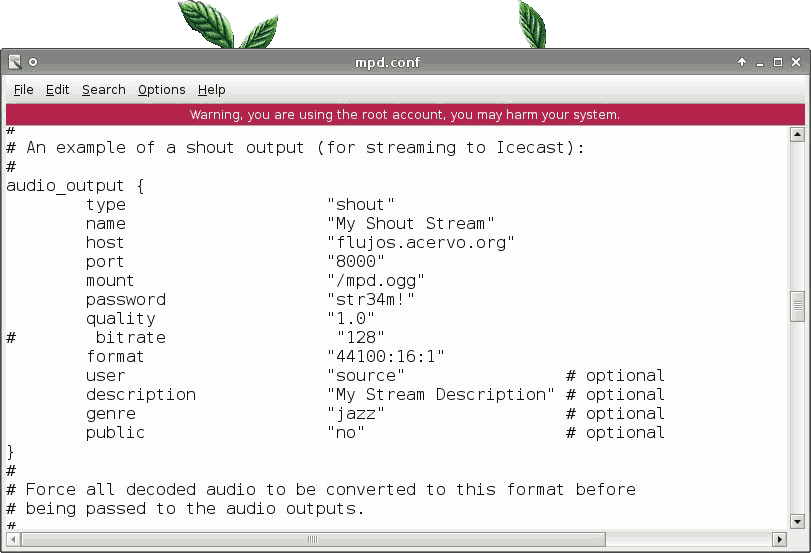 mpd.conf
File Edit Search Options Help
Warning, you are using the root account, you may harm your system.
#
# An example of a shout output (for streaming to Icecast):
#
audio_output {
        type                    "shout"
        name                    "My Shout Stream"
        host                    "flujos.acervo.org"
        port                    "8000"
        mount                   "/mpd.ogg"
        password                "str34m!"
        quality                 "1.0"
#        bitrate                 "128"
        format                  "44100:16:1"
        user                    "source"                # optional
        description             "My Stream Description" # optional
        genre                   "jazz"                  # optional
        public                  "no"                    # optional
}
#
# Force all decoded audio to be converted to this format before
# being passed to the audio outputs.
#